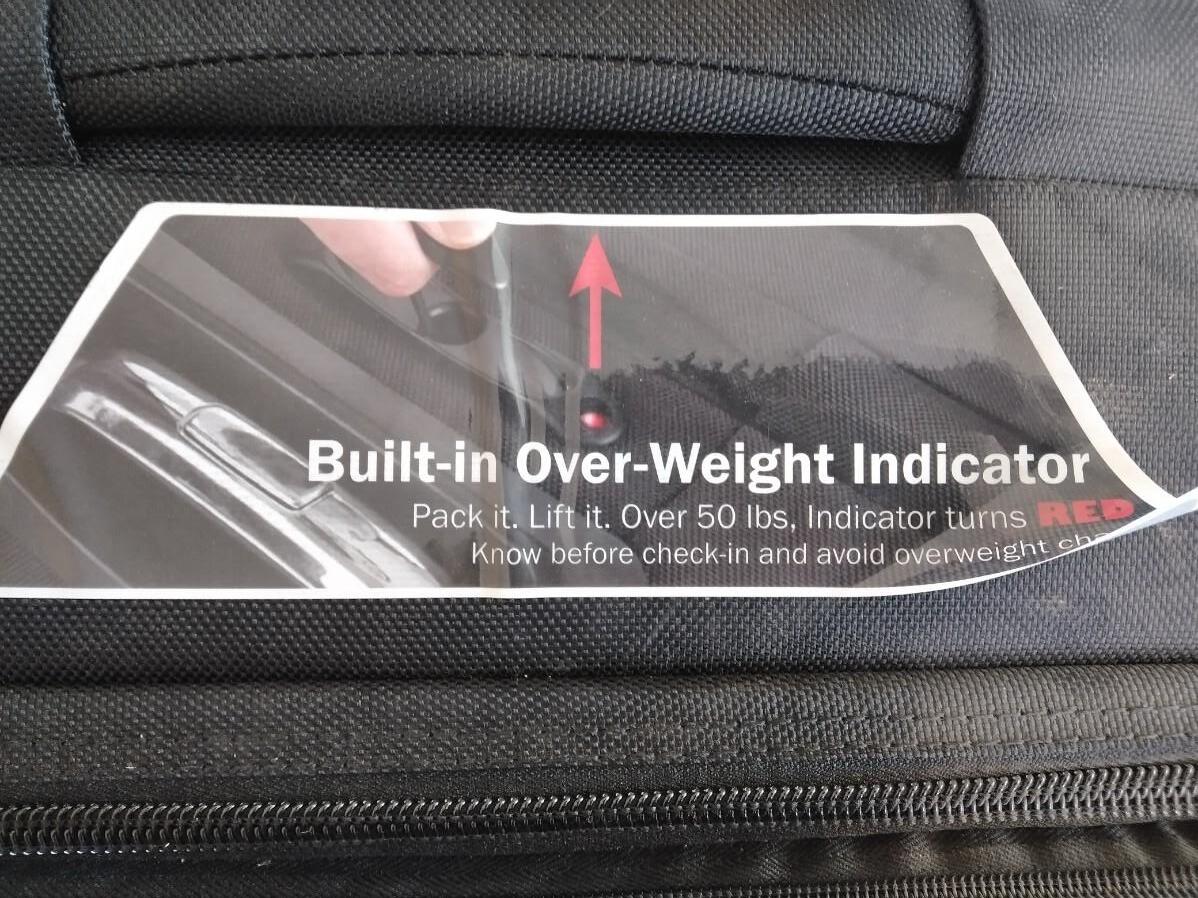 Built-in Over-Weight Indicator
Pack it. Lift it. Over 50 lbs, Indicator turns RED
Know before check-in and avoid overweight